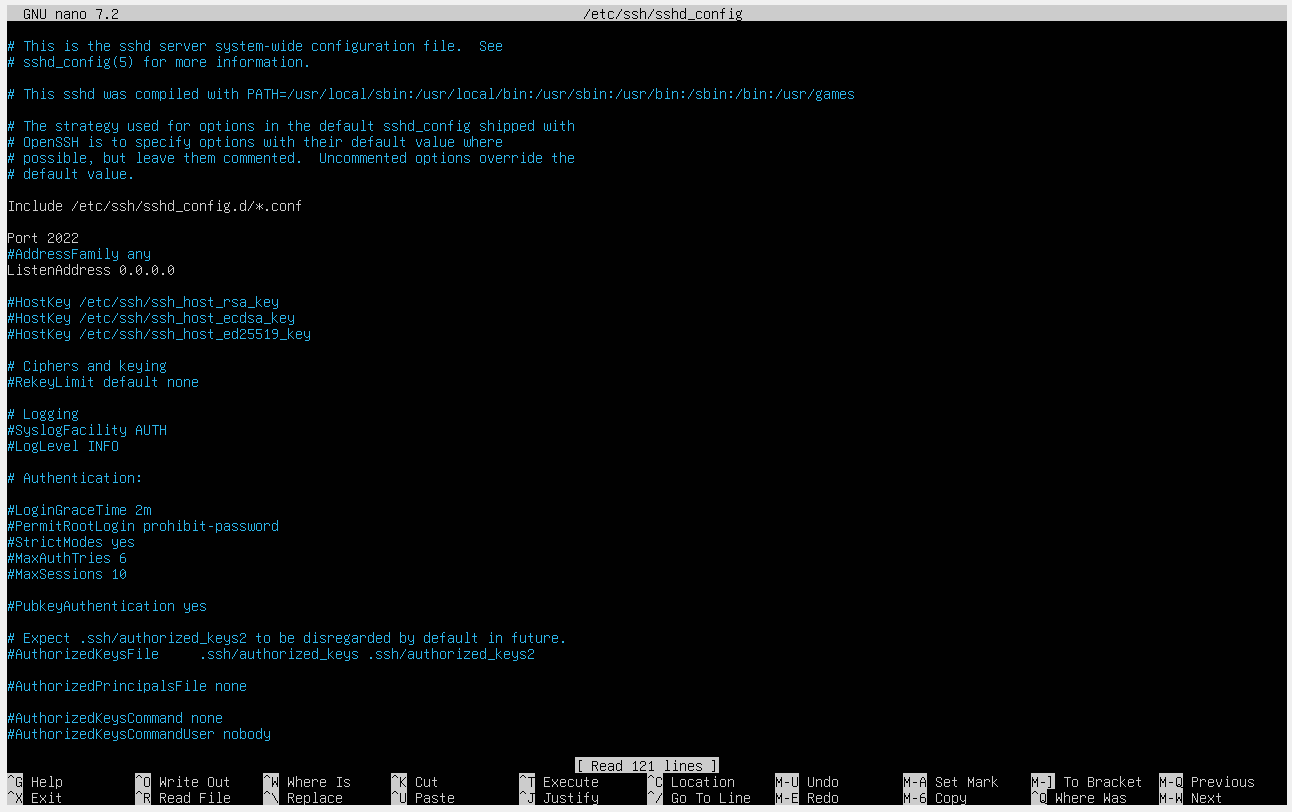 GNU nano 7.2 /etc/ssh/sshd_config
# This is the sshd server system-wide configuration file.  See
# sshd_config(5) for more information.
# This sshd was compiled with PATH=/usr/local/sbin:/usr/local/bin:/usr/sbin:/usr/bin:/sbin:/bin:/usr/games
# The strategy used for options in the default sshd_config shipped with
# OpenSSH is to specify options with their default value where
# possible, but leave them commented.  Uncommented options override the
# default value.
Include /etc/ssh/sshd_config.d/*.conf
Port 2022
#AddressFamily any
ListenAddress 0.0.0.0
#HostKey /etc/ssh/ssh_host_rsa_key
#HostKey /etc/ssh/ssh_host_ecdsa_key
#HostKey /etc/ssh/ssh_host_ed25519_key
# Ciphers and keying
#RekeyLimit default none
# Logging
#SyslogFacility AUTH
#LogLevel INFO
# Authentication:
#LoginGraceTime 2m
#PermitRootLogin prohibit-password
#StrictModes yes
#MaxAuthTries 6
#MaxSessions 10
#PubkeyAuthentication yes
# Expect .ssh/authorized_keys2 to be disregarded by default in future.
#AuthorizedKeysFile     .ssh/authorized_keys .ssh/authorized_keys2
#AuthorizedPrincipalsFile none
#AuthorizedKeysCommand none
#AuthorizedKeysCommandUser nobody
[ Read 121 lines ]
^G Help ^O Write Out ^W Where Is ^K Cut ^T Execute ^C Location M-U Undo M-A Set Mark M-] To Bracket M-Q Previous
^X Exit ^R Read File ^\ Replace ^U Paste ^J Justify ^/ Go To Line M-E Redo M-6 Copy ^Q Where Was M-W Next